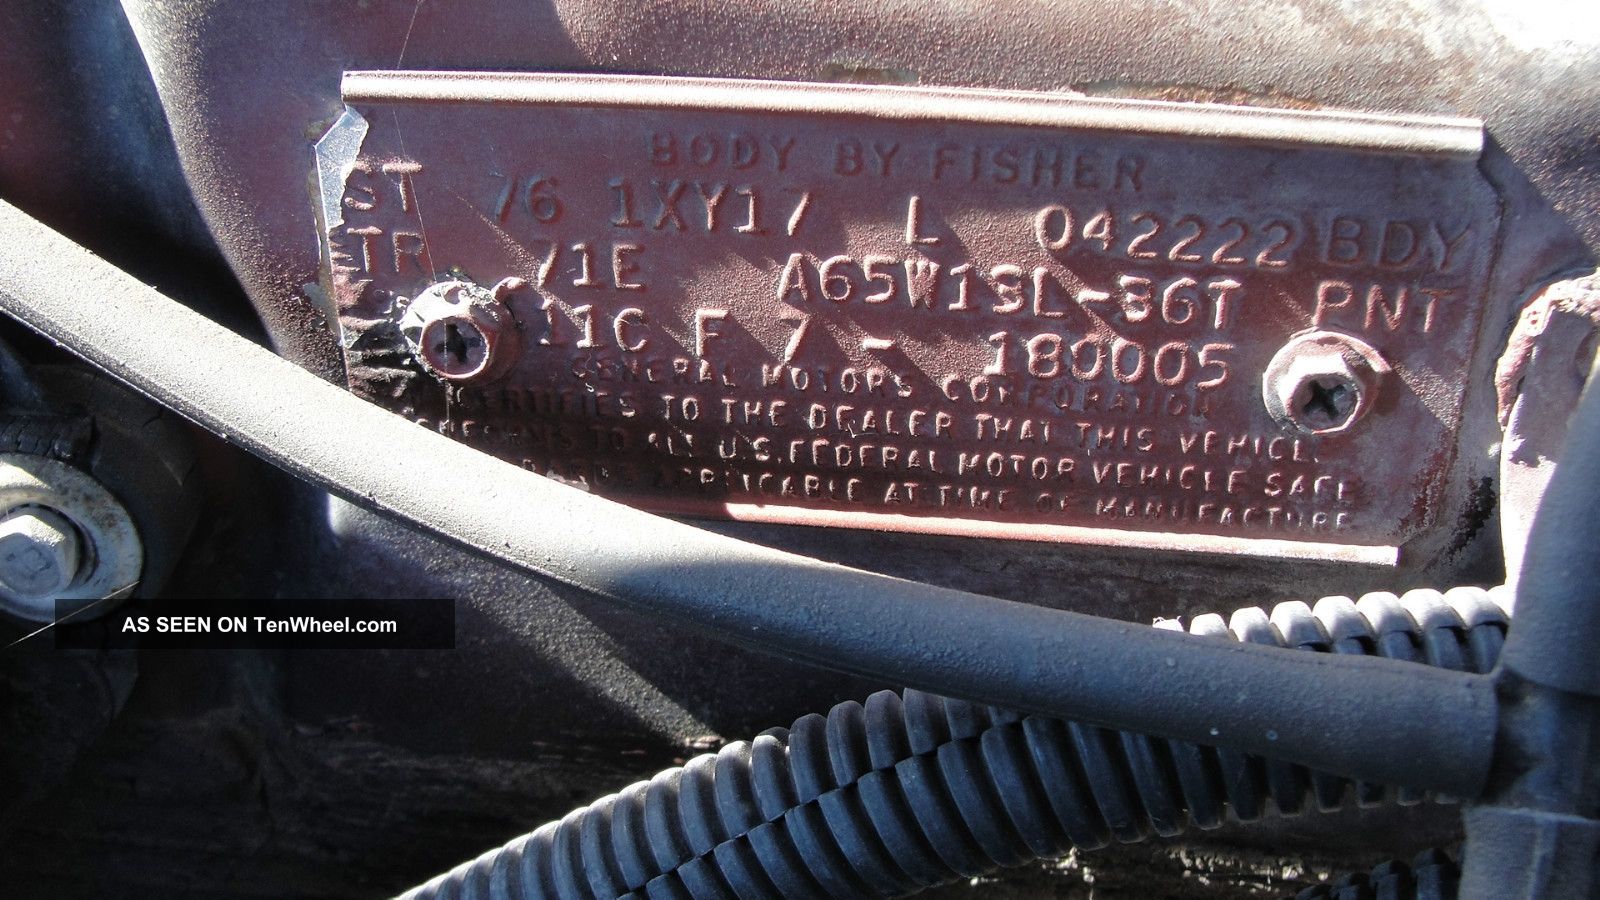 BODY BY FISHER
ST 76 1XY17 L 042222 BDY
TR 71E A65W13L-36T PNT
11C F 7 - 180005
GENERAL MOTORS CORPORATION
CERTIFIES TO THE DEALER THAT THIS VEHICLE
TO ALL U.S. FEDERAL MOTOR VEHICLE SAFE
APPLICABLE AT TIME OF MANUFACTURE
AS SEEN ON TenWheel.com